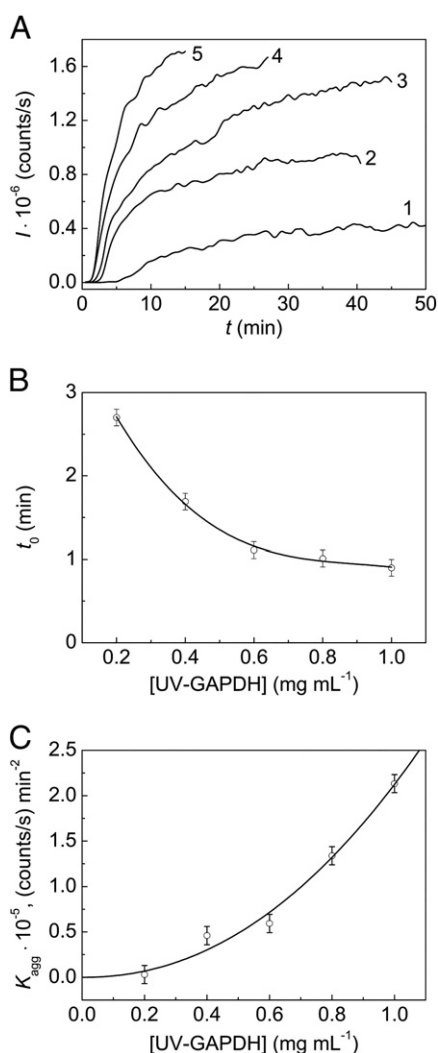 A
I · 10⁻⁶ (counts/s)
1.6
1.2
0.8
0.4
0.0
5
4
3
2
1
0 10 20 30 40 50
t (min)
B
t₀ (min)
3
2
1
0
0.2 0.4 0.6 0.8 1.0
[UV-GAPDH] (mg mL⁻¹)
C
K_agg · 10⁻⁵, (counts/s) min⁻²
2.5
2.0
1.5
1.0
0.5
0.0
0.0 0.2 0.4 0.6 0.8 1.0
[UV-GAPDH] (mg mL⁻¹)